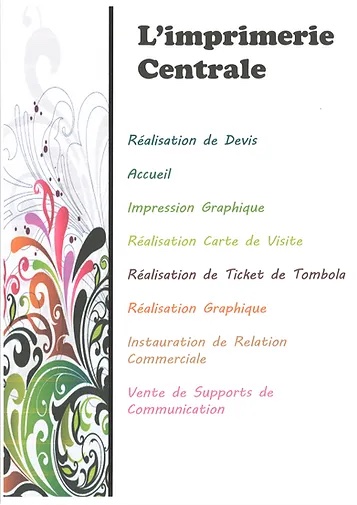 L'imprimerie
Centrale
Réalisation de Devis
Accueil
Impression Graphique
Réalisation Carte de Visite
Réalisation de Ticket de Tombola
Réalisation Graphique
Instauration de Relation
Commerciale
Vente de Supports de
Communication